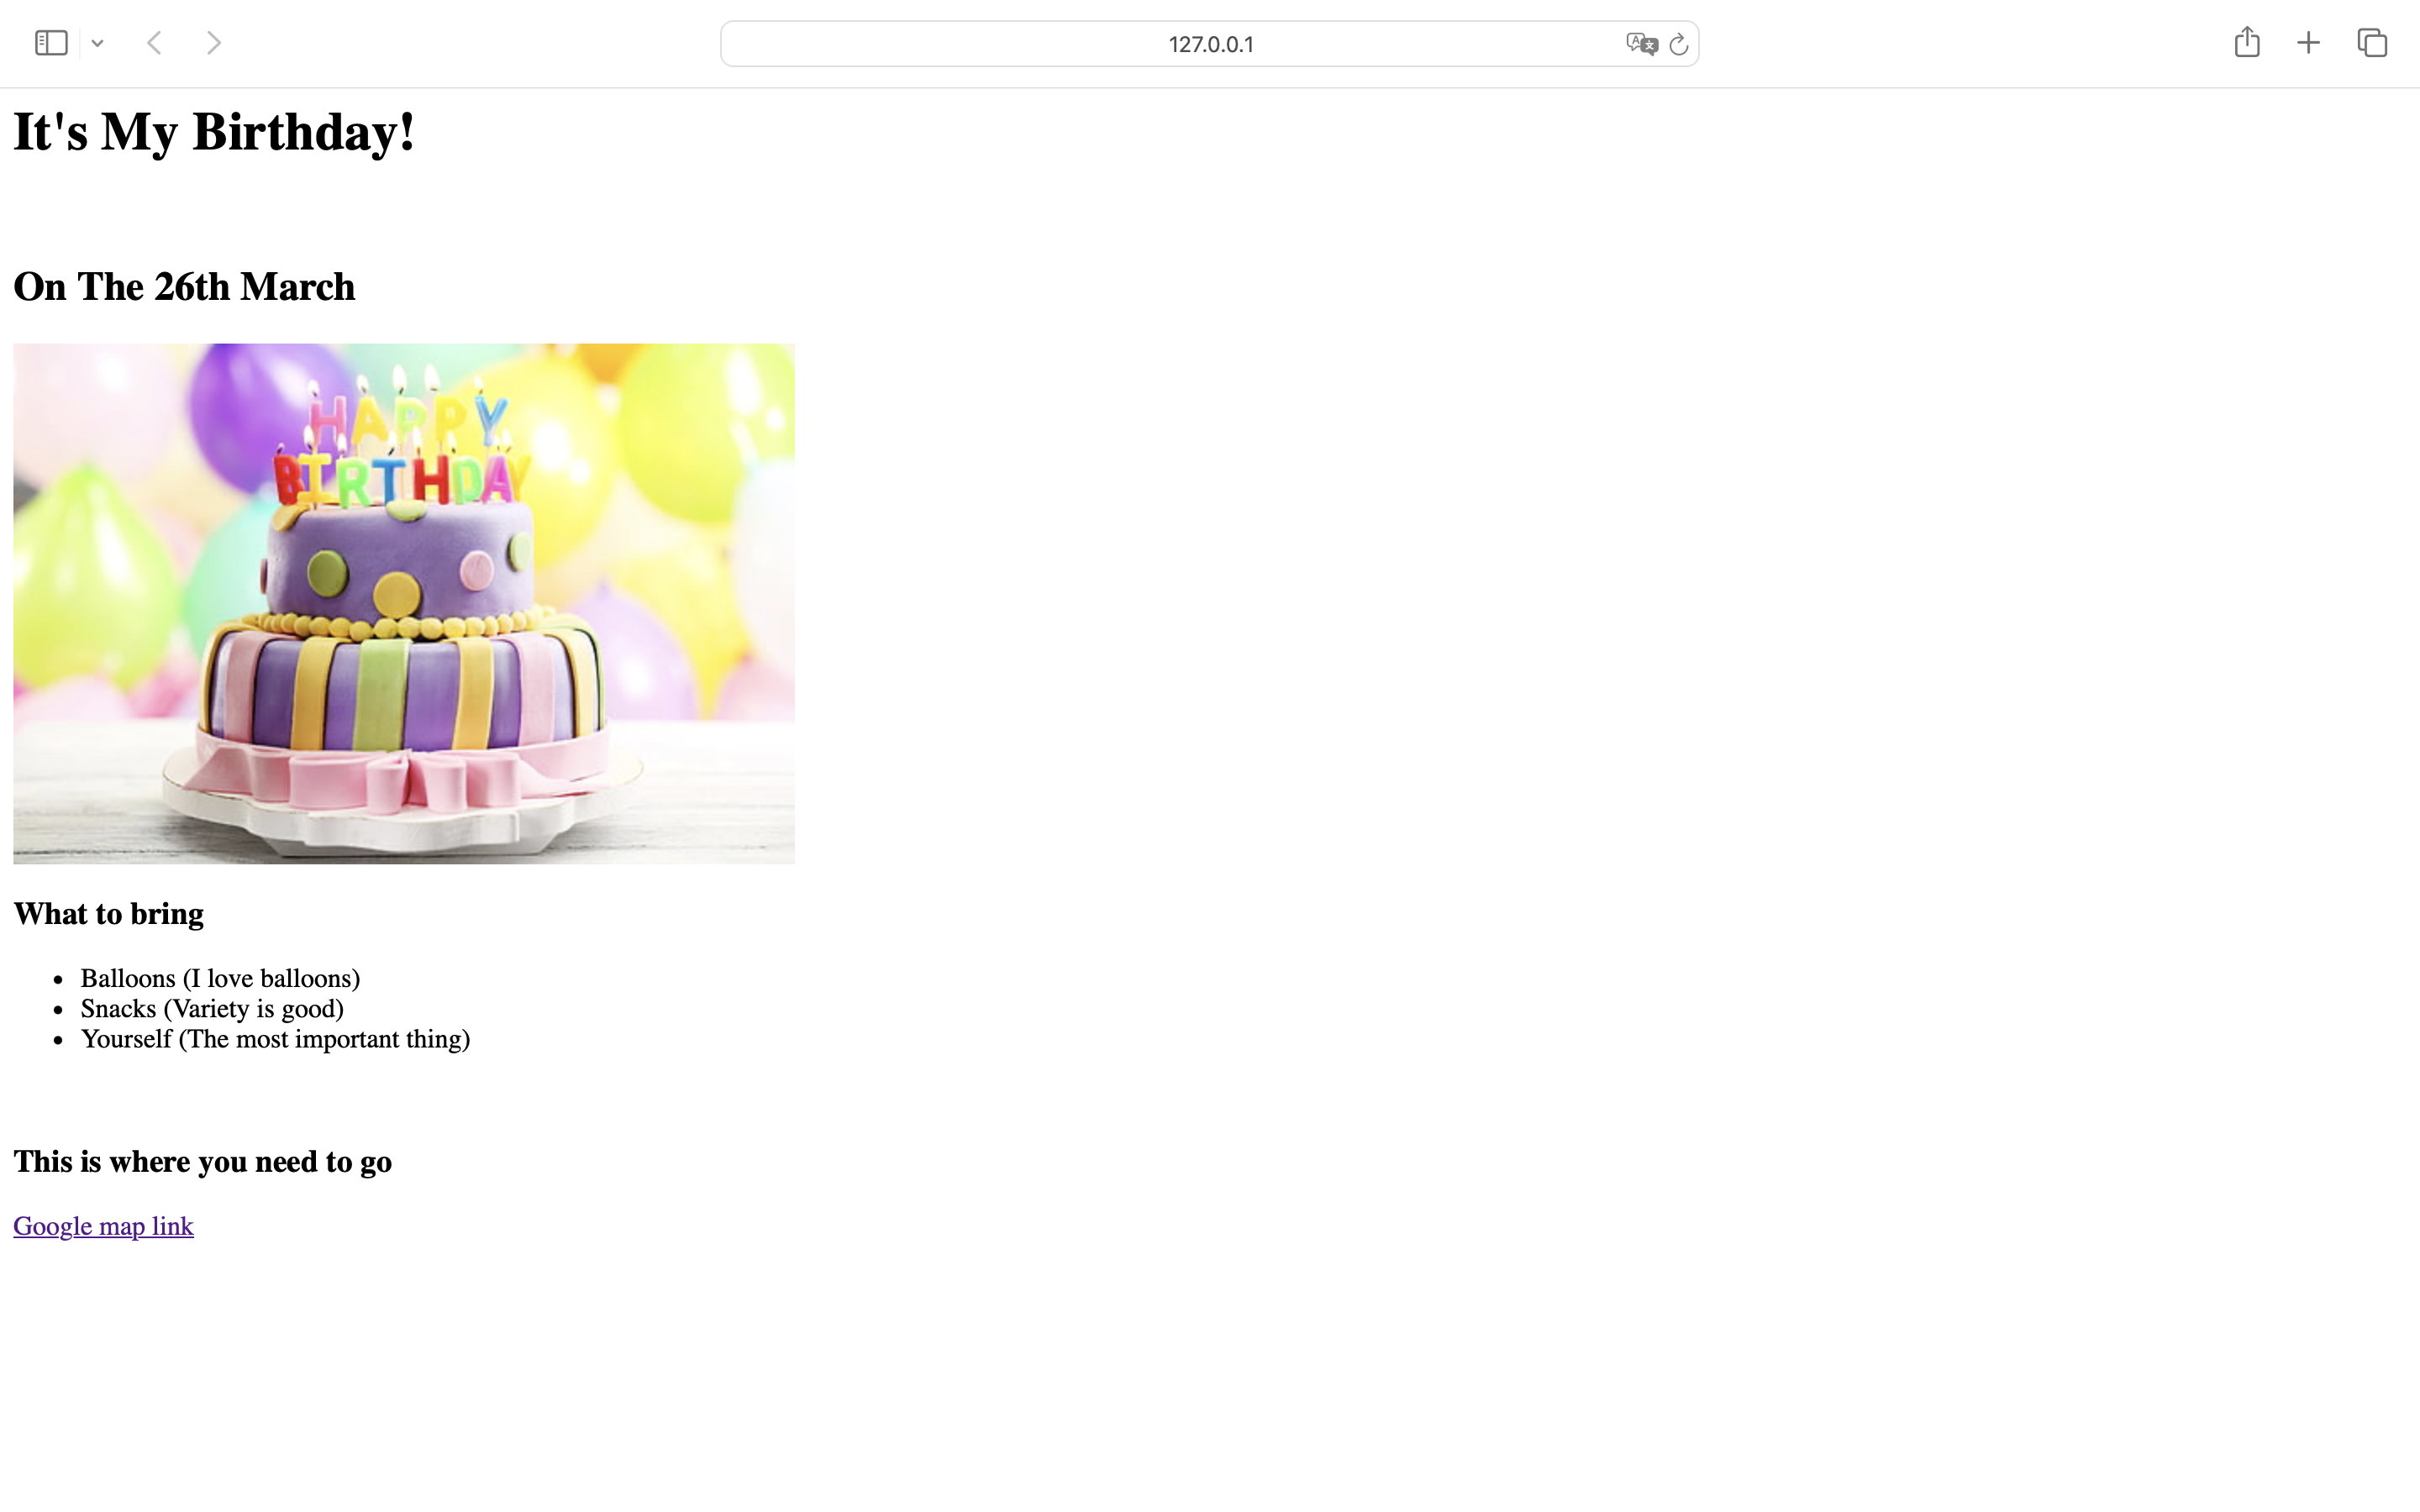 127.0.0.1
It's My Birthday!
On The 26th March
HAPPY
BIRTHDAY
What to bring
Balloons (I love balloons)
Snacks (Variety is good)
Yourself (The most important thing)
This is where you need to go
Google map link